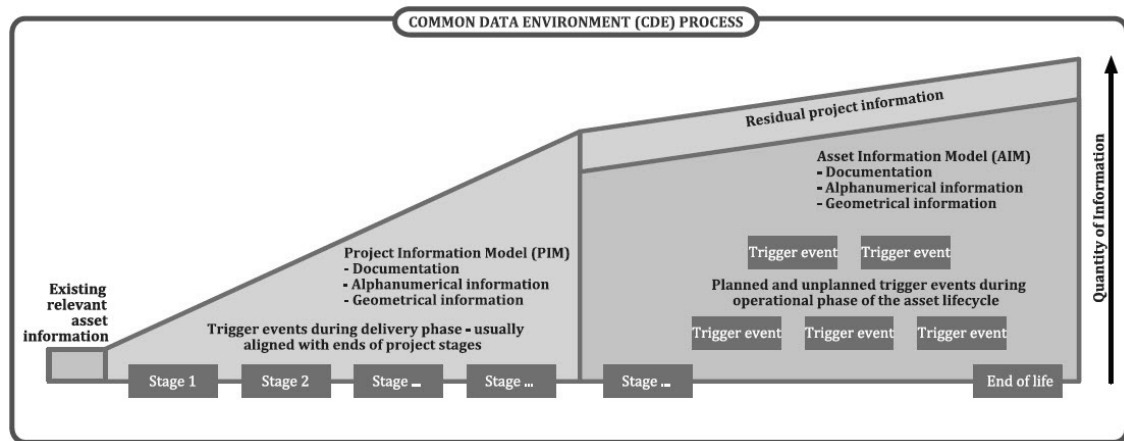 COMMON DATA ENVIRONMENT (CDE) PROCESS
Residual project information
Asset Information Model (AIM)
- Documentation
- Alphanumerical information
- Geometrical information
Quantity of Information
Trigger event
Trigger event
Project Information Model (PIM)
- Documentation
- Alphanumerical information
- Geometrical information
Planned and unplanned trigger events during
operational phase of the asset lifecycle
Existing
relevant
asset
information
Trigger events during delivery phase - usually
aligned with ends of project stages
Trigger event
Trigger event
Trigger event
Stage 1
Stage 2
Stage ...
Stage ...
Stage ...
End of life